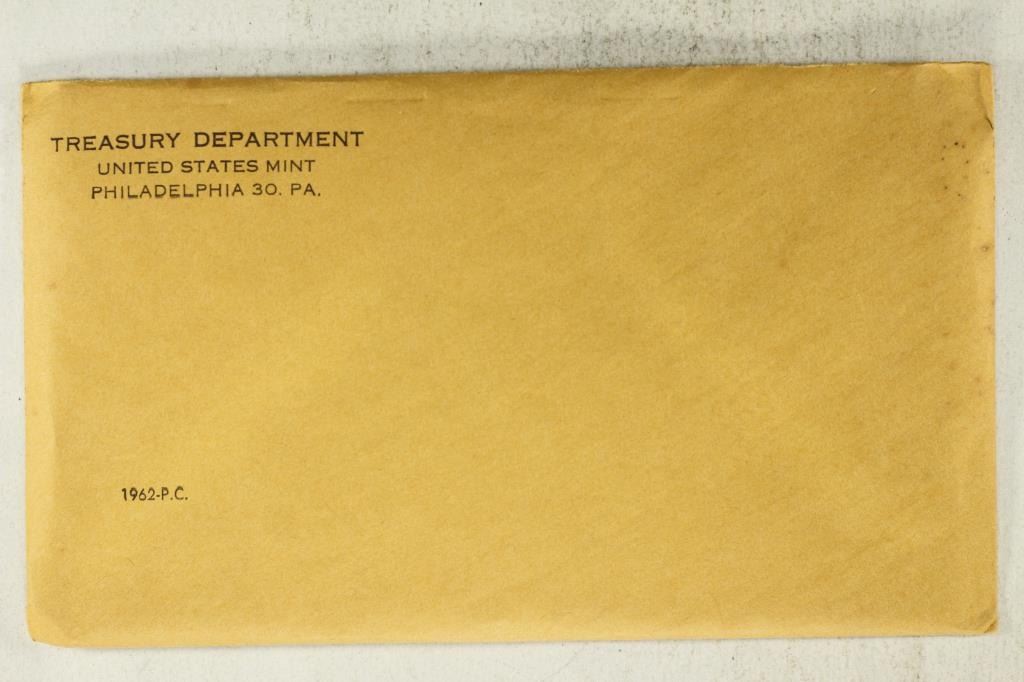 TREASURY DEPARTMENT
UNITED STATES MINT
PHILADELPHIA 30. PA.
1962-P.C.